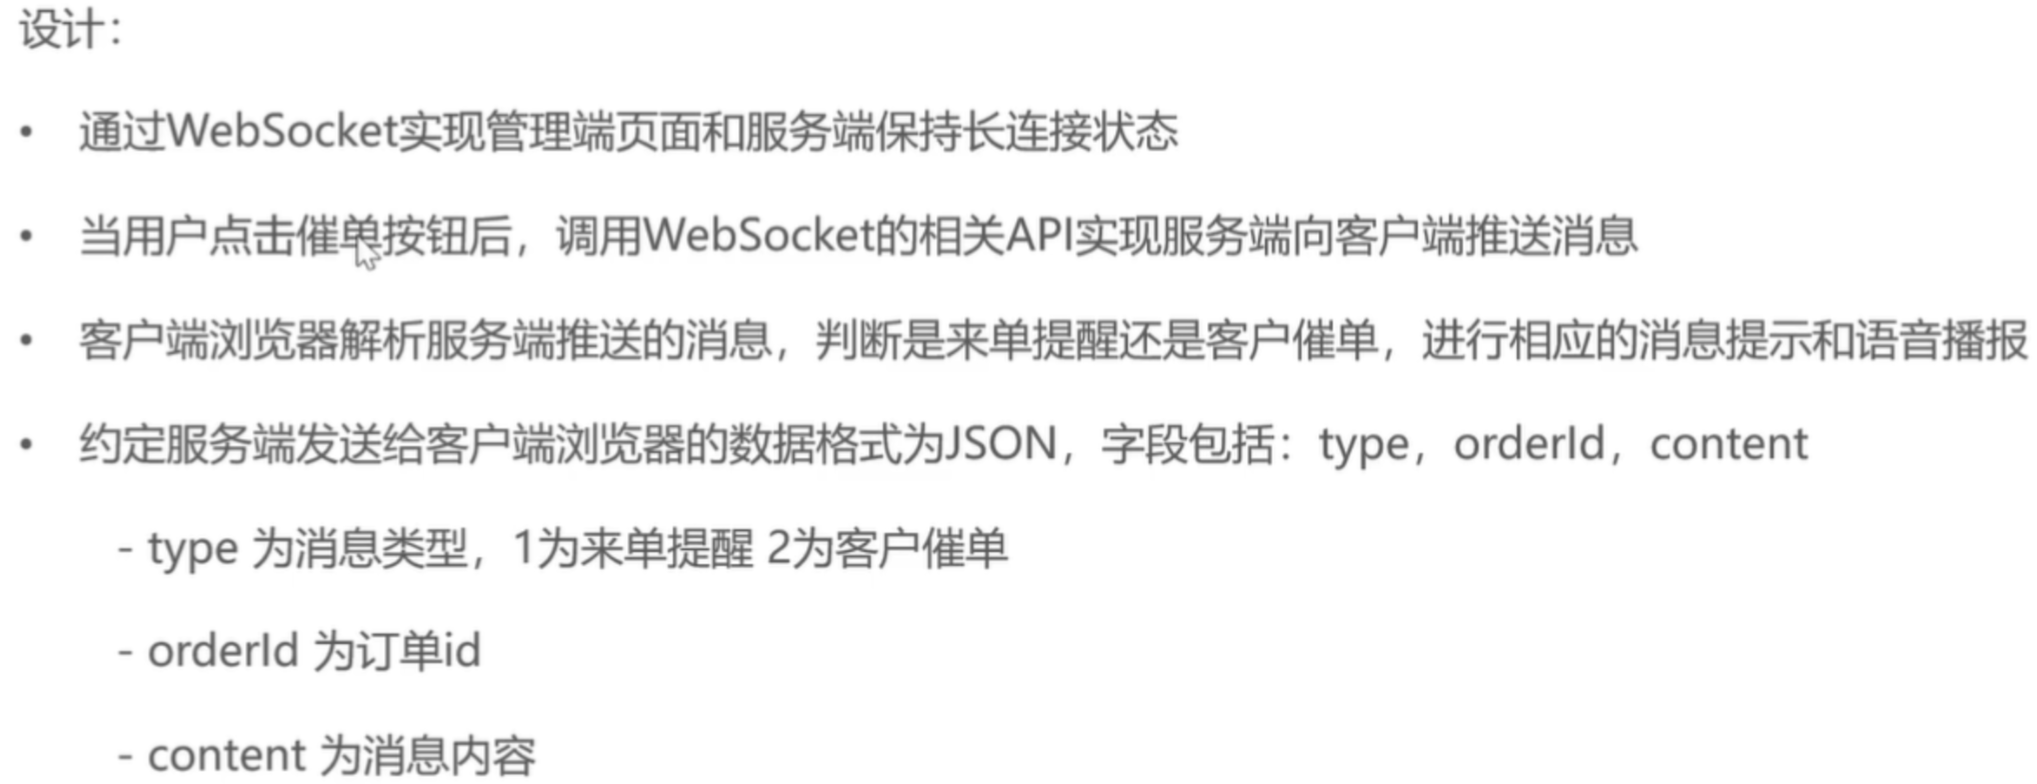 设计：
• 通过WebSocket实现管理端页面和服务端保持长连接状态
• 当用户点击催单按钮后，调用WebSocket的相关API实现服务端向客户端推送消息
• 客户端浏览器解析服务端推送的消息，判断是来单提醒还是客户催单，进行相应的消息提示和语音播报
• 约定服务端发送给客户端浏览器的数据格式为JSON，字段包括：type，orderId，content
- type 为消息类型，1为来单提醒 2为客户催单
- orderId 为订单id
- content 为消息内容